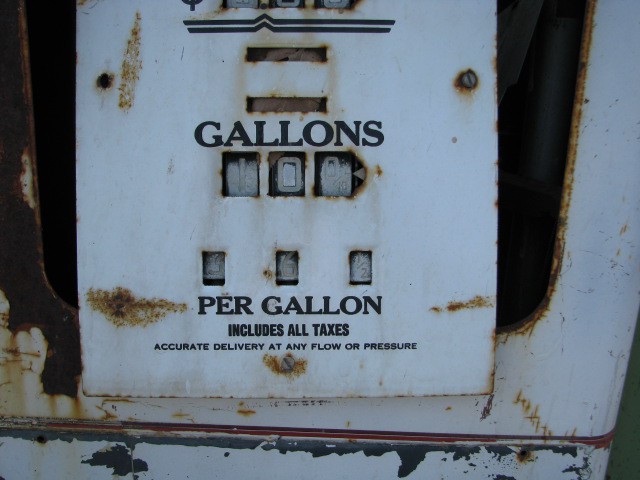 GALLONS
PER GALLON
INCLUDES ALL TAXES
ACCURATE DELIVERY AT ANY FLOW OR PRESSURE